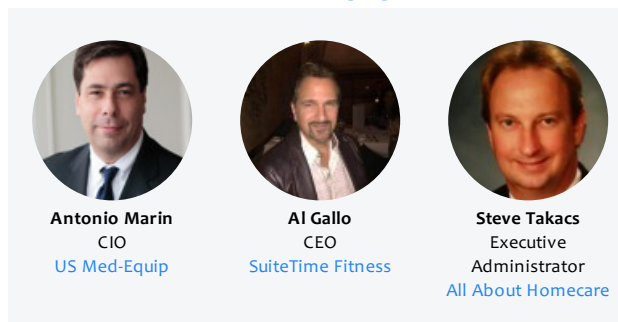 Antonio Marin
CIO
US Med-Equip
Al Gallo
CEO
SuiteTime Fitness
Steve Takacs
Executive
Administrator
All About Homecare